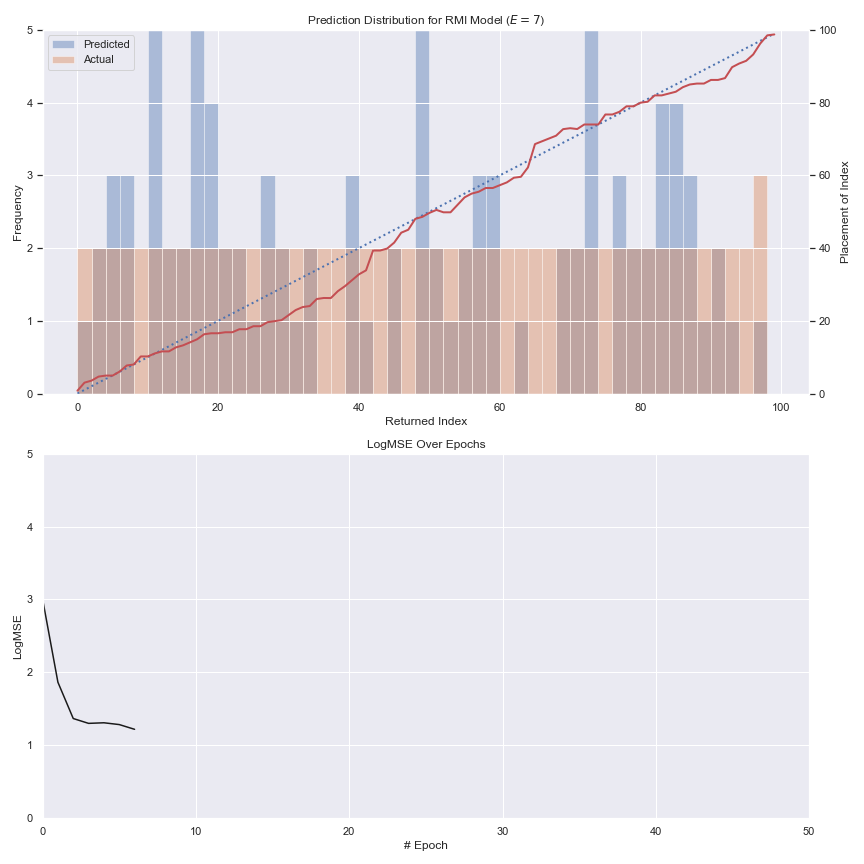 Prediction Distribution for RMI Model (E = 7)
Predicted
Actual
Frequency
5
4
3
2
1
0
0 20 40 60 80 100
Returned Index
100
80
60
40
20
0
Placement of Index
LogMSE Over Epochs
LogMSE
5
4
3
2
1
0
0 10 20 30 40 50
# Epoch